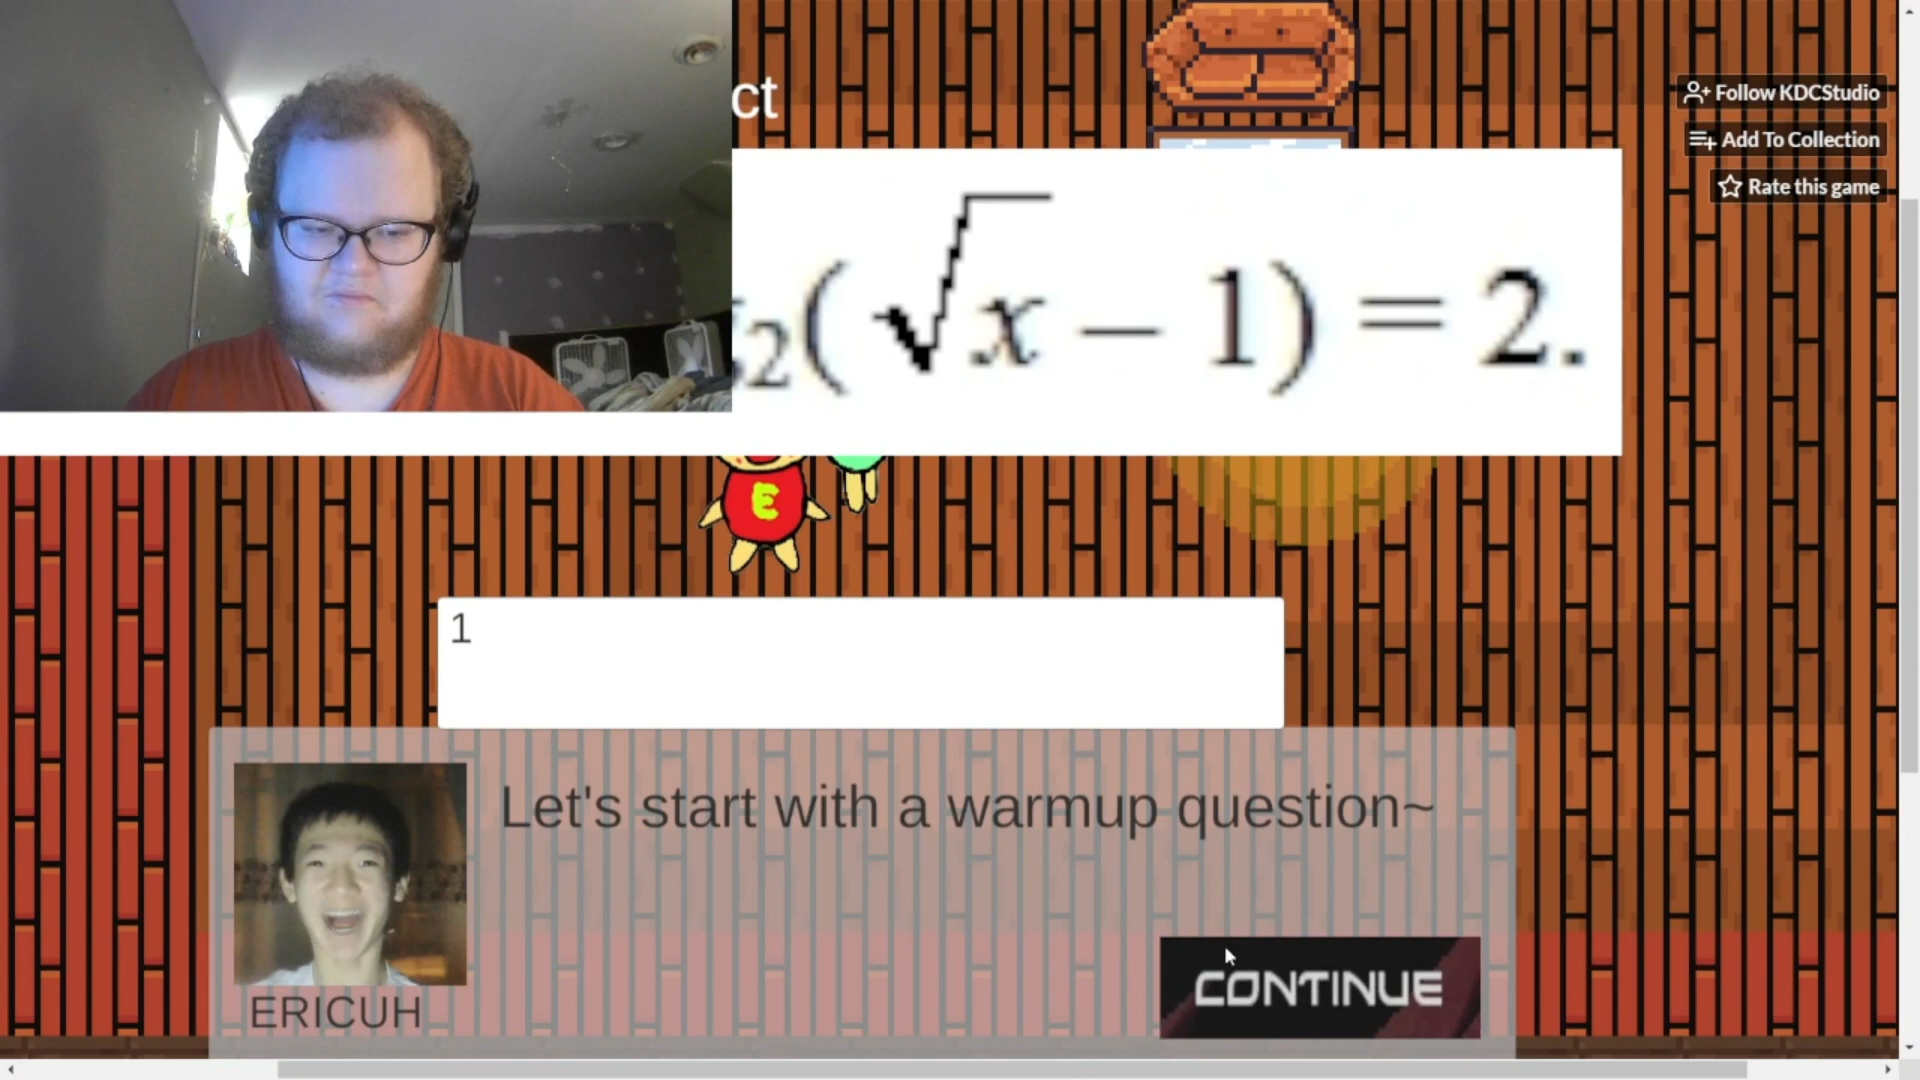 ct
Follow KDCStudio
Add To Collection
Rate this game
2(√x − 1) = 2.
E
1
Let's start with a warmup question~
CONTINUE
ERICUH